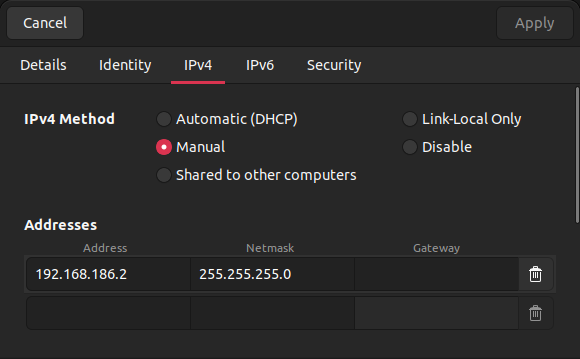 Cancel Apply
Details Identity IPv4 IPv6 Security
IPv4 Method Automatic (DHCP) Link-Local Only
Manual Disable
Shared to other computers
Addresses
Address Netmask Gateway
192.168.186.2 255.255.255.0